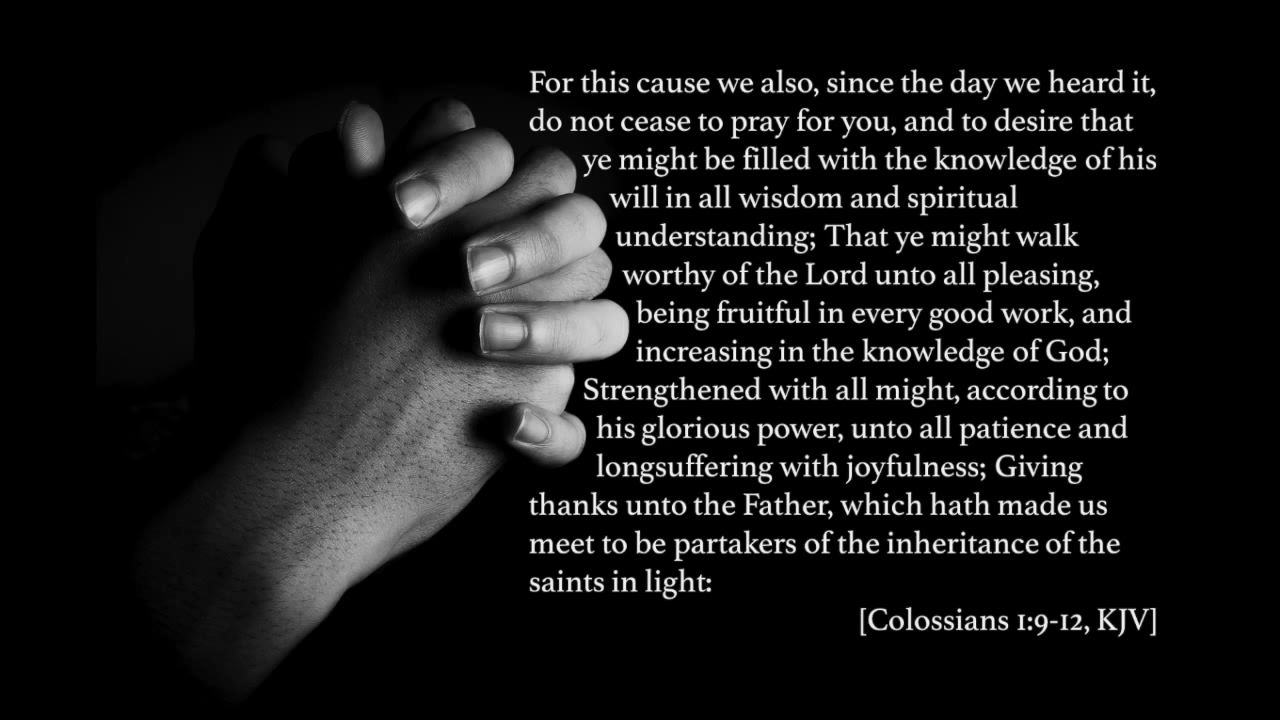 For this cause we also, since the day we heard it,
do not cease to pray for you, and to desire that
ye might be filled with the knowledge of his
will in all wisdom and spiritual
understanding; That ye might walk
worthy of the Lord unto all pleasing,
being fruitful in every good work, and
increasing in the knowledge of God;
Strengthened with all might, according to
his glorious power, unto all patience and
longsuffering with joyfulness; Giving
thanks unto the Father, which hath made us
meet to be partakers of the inheritance of the
saints in light:
[Colossians 1:9-12, KJV]